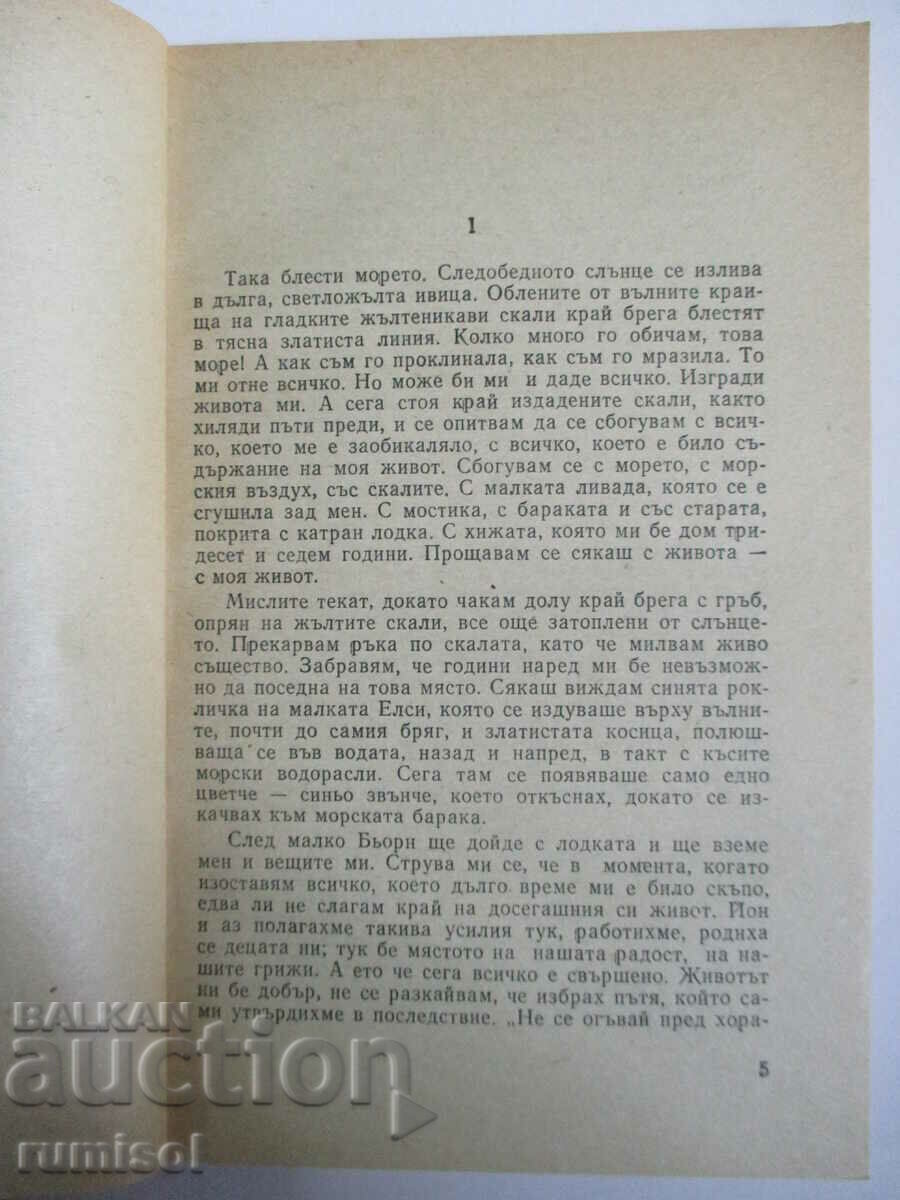 1
Така блести морето. Следобедното слънце се излива
в дълга, светложълта ивица. Облените от вълните краи-
ща на гладките жълтеникави скали край брега блестят
в тясна златиста линия. Колко много го обичам, това
море! А как съм го проклинала, как съм го мразила. То
ми отне всичко. Но може би ми и даде всичко. Изгради
живота ми. А сега стоя край издадените скали, както
хиляди пъти преди, и се опитвам да се сбогувам с всич-
ко, което ме е заобикаляло, с всичко, което е било съ-
държание на моя живот. Сбогувам се с морето, с мор-
ския въздух, със скалите. С малката ливада, която се е
сгушила зад мен. С мостика, с бараката и със старата,
покрита с катран лодка. С хижата, която ми бе дом три-
десет и седем години. Прощавам се сякаш с живота —
с моя живот.
Мислите текат, докато чакам долу край брега с гръб,
опрян на жълтите скали, все още затоплени от слънце-
то. Прекарвам ръка по скалата, като че милвам живо
същество. Забравям, че години наред ми бе невъзмож-
но да поседна на това място. Сякаш виждам синята рок-
личка на малката Елси, която се издуваше върху вълни-
те, почти до самия бряг, и златистата косица, полюш-
ваща се във водата, назад и напред, в такт с късите
морски водорасли. Сега там се появяваше само едно
цветче — синьо звънче, което откъснах, докато се из-
качвах към морската барака.
След малко Бьорн ще дойде с лодката и ще вземе
мен и вещите ми. Струва ми се, че в момента, когато
изоставям всичко, което дълго време ми е било скъпо,
едва ли не слагам край на досегашния си живот. Йон
и аз полагахме такива усилия тук, работихме, родиха
се децата ни; тук бе мястото на нашата радост, на на-
шите грижи. А ето че сега всичко е свършено. Животът
ни бе добър, не се разкайвам, че избрах пътя, който са-
ми утвърдихме в последствие. „Не се огъвай пред хора-
5
BALKAN
auction
rumisol